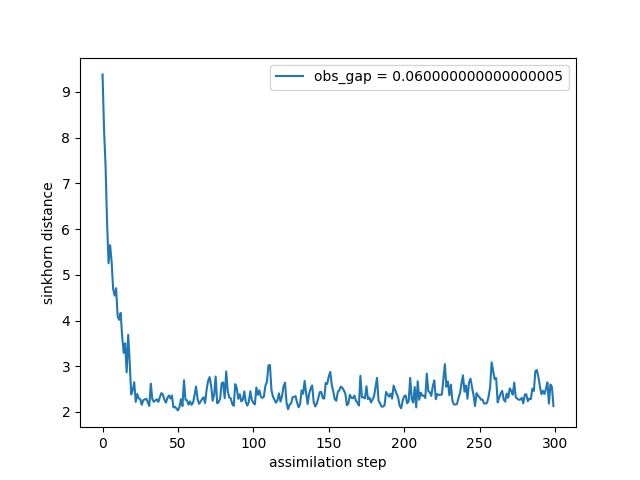 obs_gap = 0.060000000000000005
9
8
7
6
5
4
3
2
sinkhorn distance
0 50 100 150 200 250 300
assimilation step